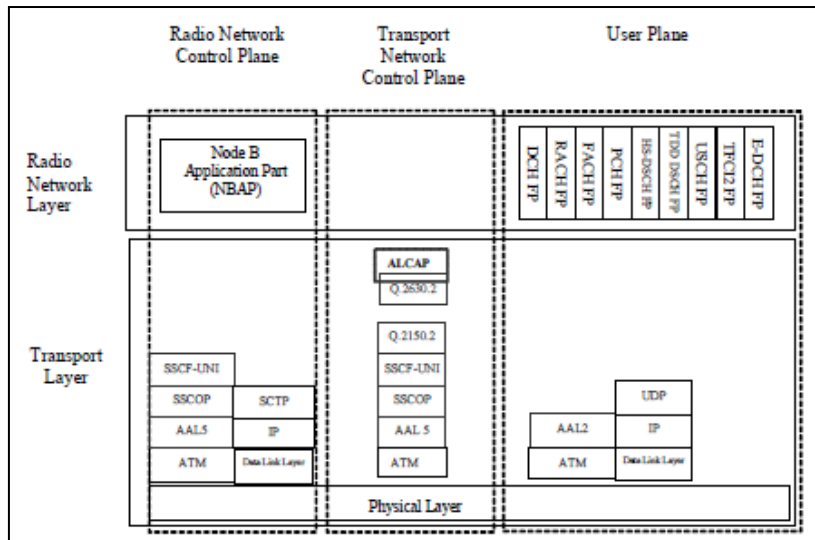 Radio Network
Control Plane
Transport
Network
Control Plane
User Plane
Radio
Network
Layer
Node B
Application Part
(NBAP)
DCH FP
RACH FP
FACH FP
PCH FP
HS-DSCH FP
TDD DSCH FP
USCH FP
TFCI2 FP
E-DCH FP
Transport
Layer
ALCAP
Q.2630.2
Q.2150.2
SSCF-UNI
SSCF-UNI
SSCOP
SCTP
SSCOP
UDP
AAL5
IP
AAL 5
AAL2
IP
ATM
Data Link Layer
ATM
ATM
Data Link Layer
Physical Layer